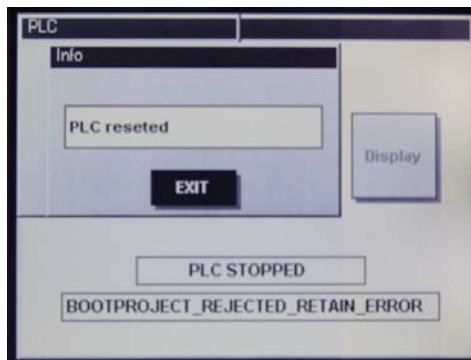 PLC
Info
PLC reseted
Display
EXIT
PLC STOPPED
BOOTPROJECT_REJECTED_RETAIN_ERROR